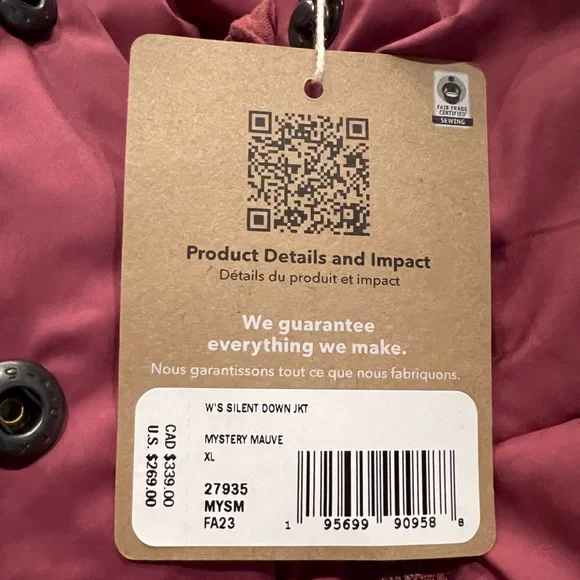 FAIR TRADE
CERTIFIED
SEWING
Product Details and Impact
Détails du produit et impact
We guarantee
everything we make.
Nous garantissons tout ce que nous fabriquons.
CAD $339.00
U.S. $269.00
W'S SILENT DOWN JKT
MYSTERY MAUVE
XL
27935
MYSM
FA23
1 95699 90958 8